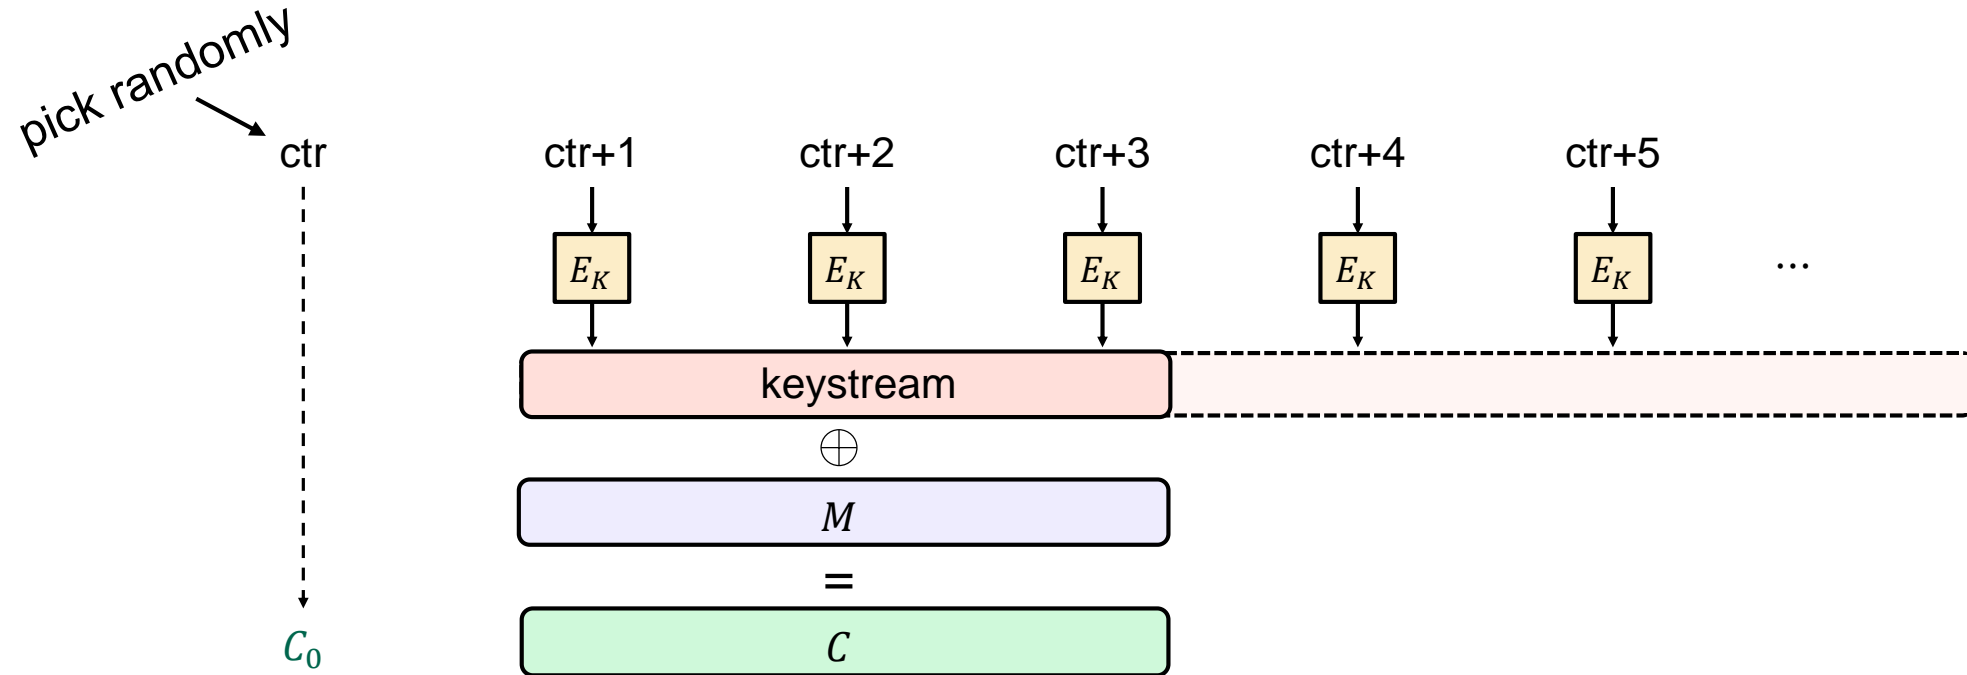 pick randomly
ctr ctr+1 ctr+2 ctr+3 ctr+4 ctr+5
E_K E_K E_K E_K E_K ...
keystream
⊕
M
=
C_0 C